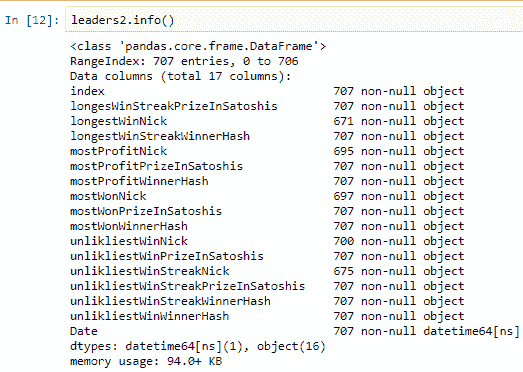 In [12]: leaders2.info()
<class 'pandas.core.frame.DataFrame'>
RangeIndex: 707 entries, 0 to 706
Data columns (total 17 columns):
index 707 non-null object
longesWinStreakPrizeInSatoshis 707 non-null object
longestWinNick 671 non-null object
longestWinStreakWinnerHash 707 non-null object
mostProfitNick 695 non-null object
mostProfitPrizeInSatoshis 707 non-null object
mostProfitWinnerHash 707 non-null object
mostWonNick 697 non-null object
mostWonPrizeInSatoshis 707 non-null object
mostWonWinnerHash 707 non-null object
unlikliestWinNick 700 non-null object
unlikliestWinPrizeInSatoshis 707 non-null object
unlikliestWinStreakNick 675 non-null object
unlikliestWinStreakPrizeInSatoshis 707 non-null object
unlikliestWinStreakWinnerHash 707 non-null object
unlikliestWinWinnerHash 707 non-null object
Date 707 non-null datetime64[ns]
dtypes: datetime64[ns](1), object(16)
memory usage: 94.0+ KB